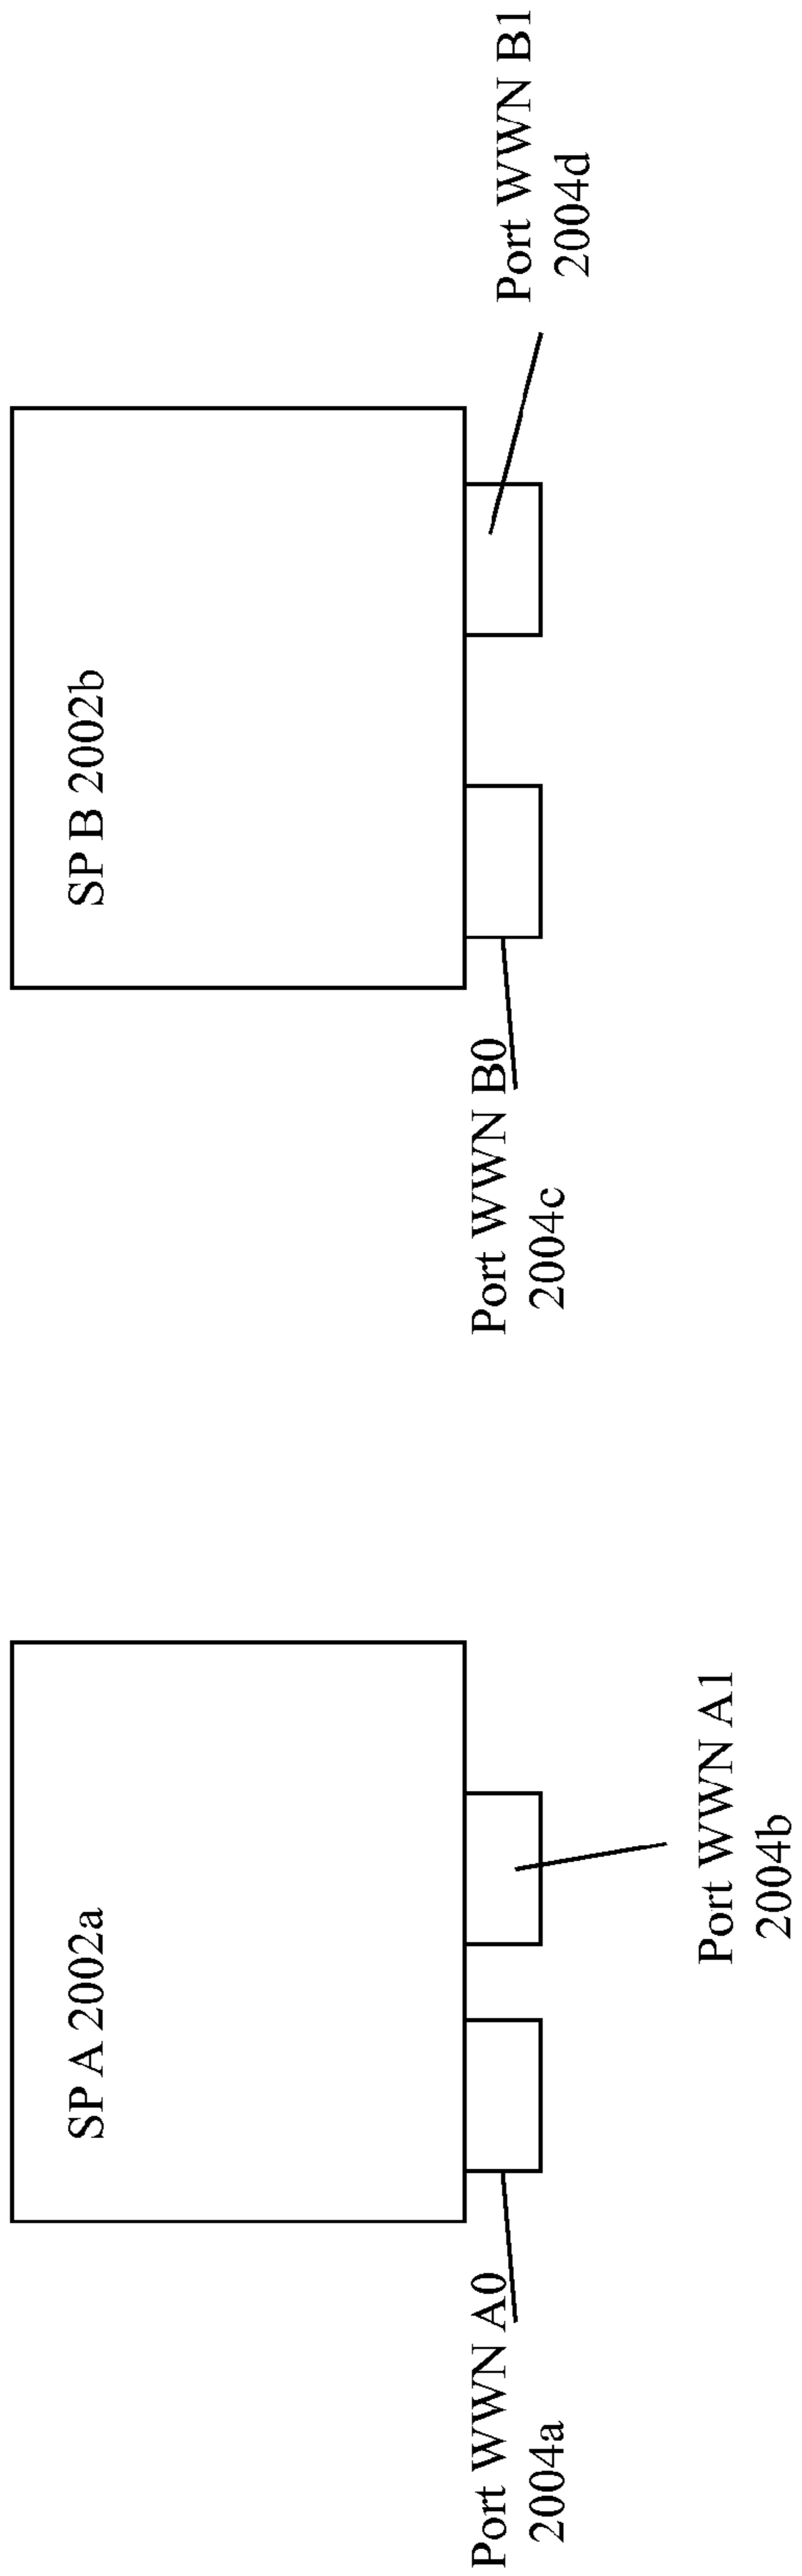 SP A 2002a
Port WWN A0
2004a
Port WWN A1
2004b
SP B 2002b
Port WWN B0
2004c
Port WWN B1
2004d